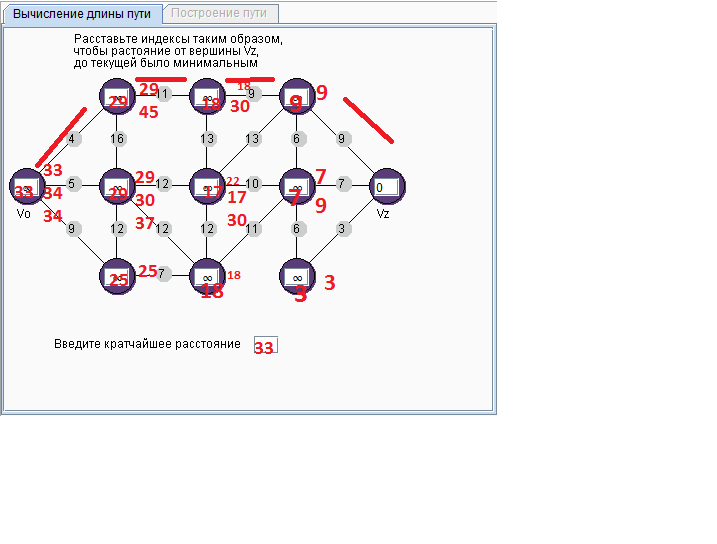 Вычисление длины пути Построение пути
Расставьте индексы таким образом,
чтобы растояние от вершины Vz,
до текущей было минимальным
29 ∞ 29 11 18 ∞ 18 9 9 ∞ 9
45 30
4 16 13 13 6 9
33
33 ∞ 34 5 29 ∞ 29 12 17 ∞ 22 10 7 ∞ 7 7 0
34 30 17 9
Vo 37 30 Vz
9 12 12 12 11 6 3
25 ∞ 25 7 18 ∞ 18 3 ∞ 3
Введите кратчайшее расстояние 33